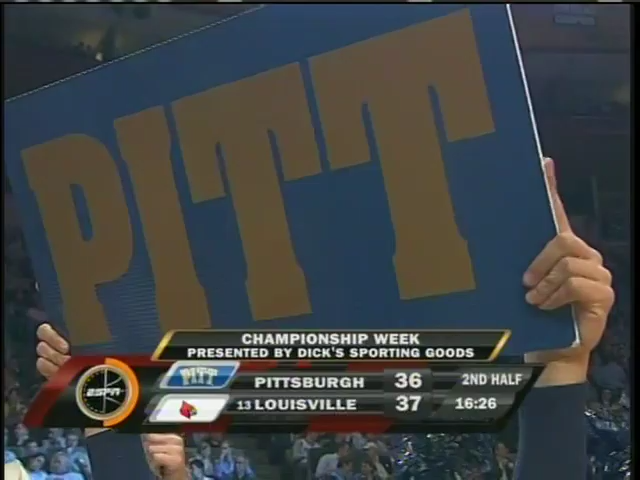 PITT
CHAMPIONSHIP WEEK
PRESENTED BY DICK'S SPORTING GOODS
ESPN PITT PITTSBURGH 36 2ND HALF
13 LOUISVILLE 37 16:26